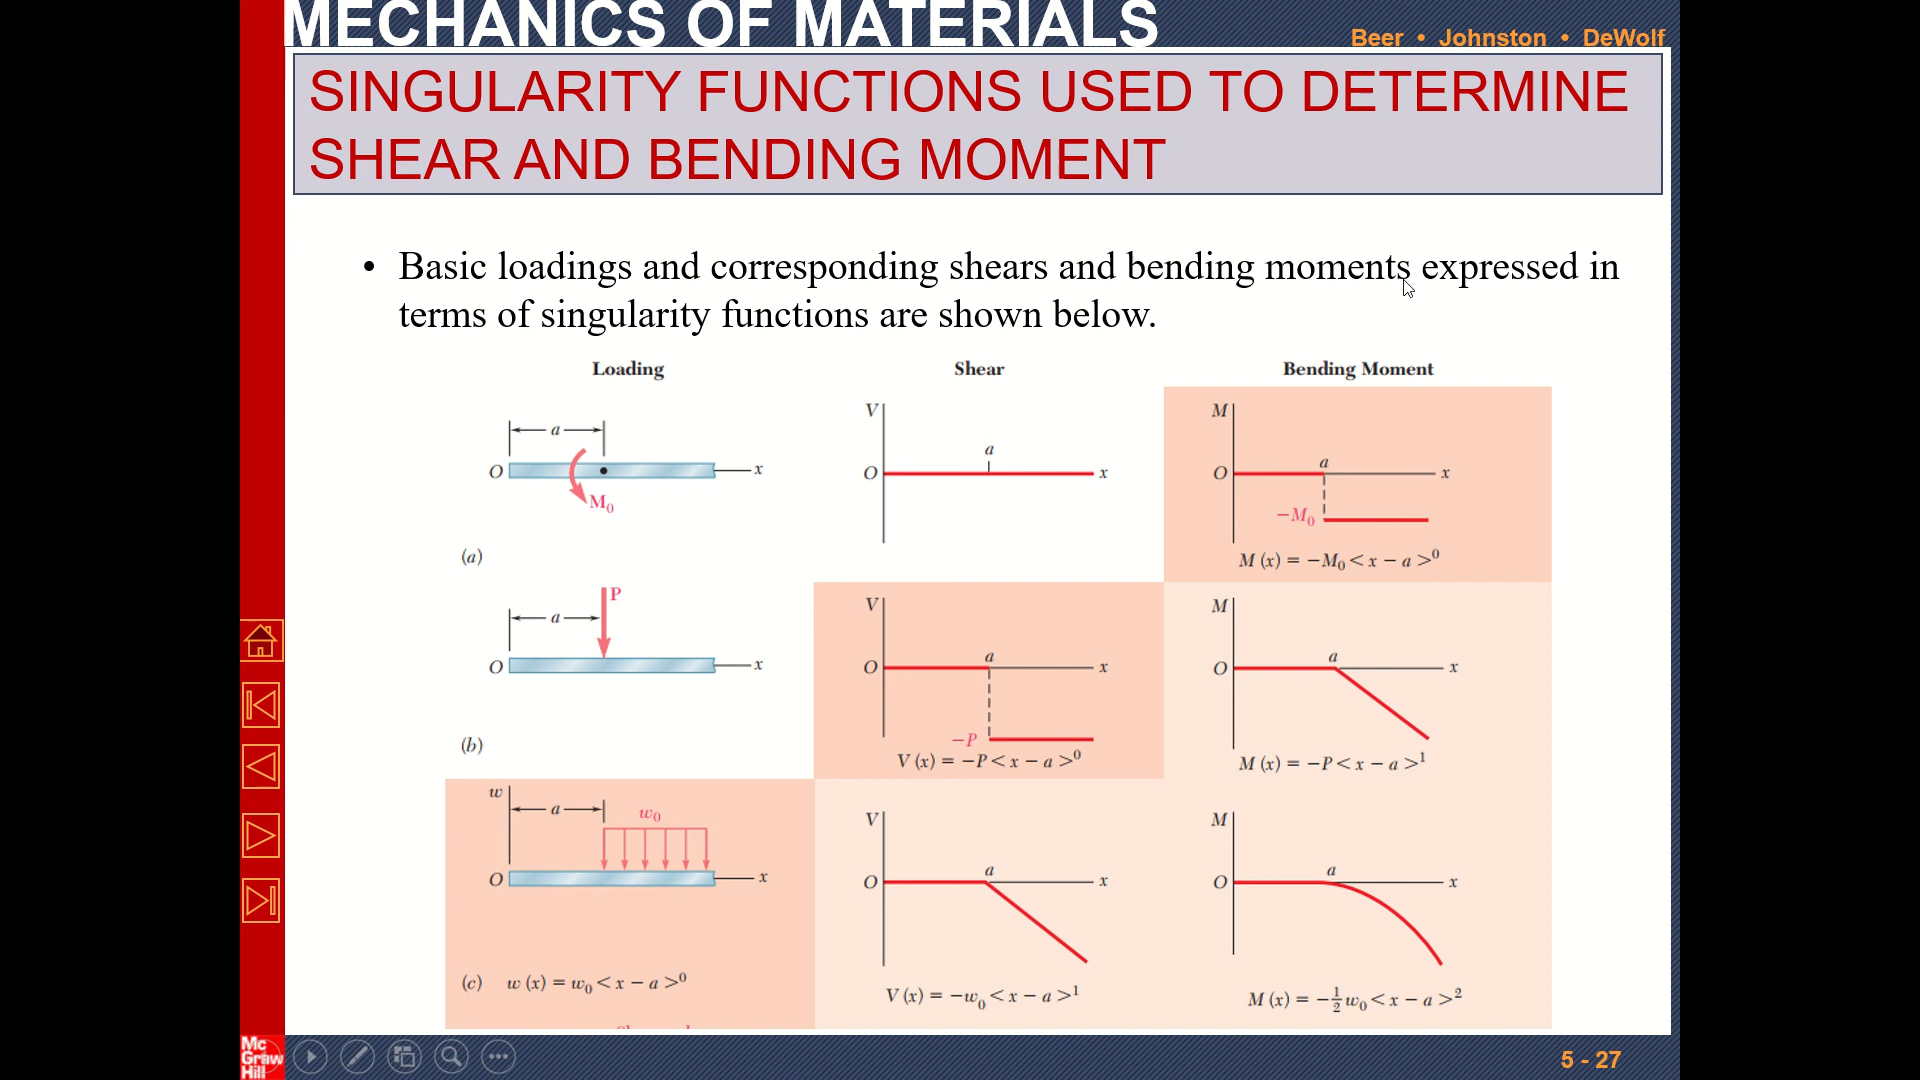 MECHANICS OF MATERIALS
Beer • Johnston • DeWolf
SINGULARITY FUNCTIONS USED TO DETERMINE
SHEAR AND BENDING MOMENT
• Basic loadings and corresponding shears and bending moments expressed in
terms of singularity functions are shown below.
Loading Shear Bending Moment
a
O x
M₀
(a)
V
a
O x
M
a
O x
−M₀
M (x) = −M₀ < x − a >⁰
P
a
O x
(b)
V
a
O x
−P
V (x) = −P < x − a >⁰
M
a
O x
M (x) = −P < x − a >¹
w
a
w₀
O x
(c) w (x) = w₀ < x − a >⁰
V
a
O x
V (x) = −w₀ < x − a >¹
M
a
O x
M (x) = −½ w₀ < x − a >²
Mc
Graw
Hill
5 - 27